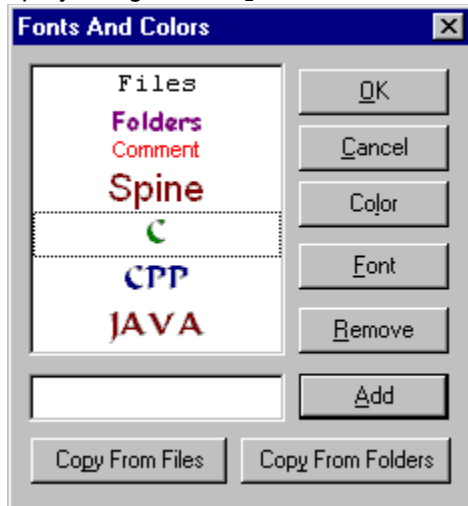 Fonts And Colors
Files
Folders
Comment
Spine
C
CPP
JAVA
OK
Cancel
Color
Font
Remove
Add
Copy From Files
Copy From Folders